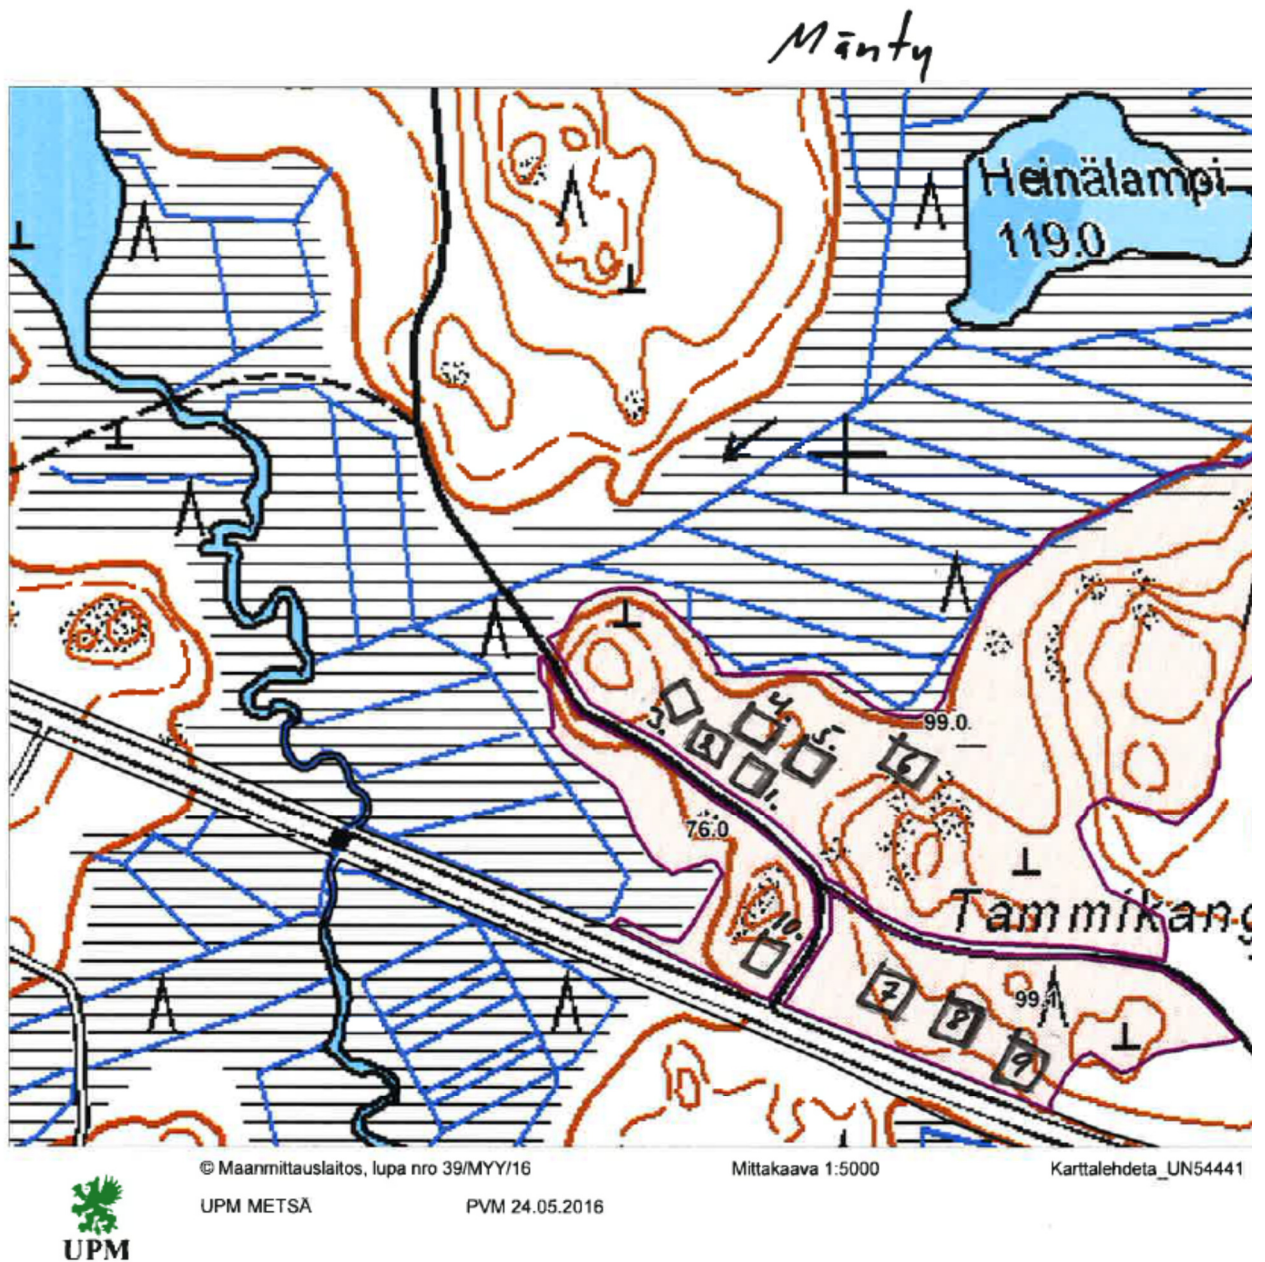 Mänty
Heinälampi
119.0
4.
3.
5.
99.0
2
6
1.
76.0
Tammikang
10.
7
99.1
8
9
© Maanmittauslaitos, lupa nro 39/MYY/16
Mittakaava 1:5000
Karttalehdeta_UN54441
UPM METSÄ
PVM 24.05.2016
UPM